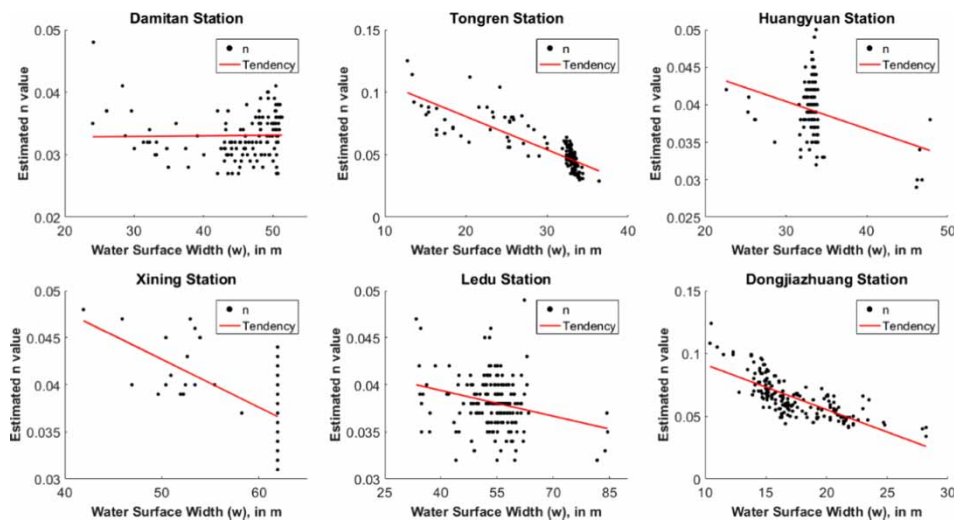 Damitan Station
0.05
0.04
0.03
0.02
Estimated n value
n
Tendency
20 30 40 50
Water Surface Width (w), in m
Tongren Station
0.15
0.1
0.05
0
Estimated n value
n
Tendency
10 20 30 40
Water Surface Width (w), in m
Huangyuan Station
0.05
0.045
0.04
0.035
0.03
0.025
Estimated n value
n
Tendency
20 30 40 50
Water Surface Width (w), in m
Xining Station
0.05
0.045
0.04
0.035
0.03
Estimated n value
n
Tendency
40 50 60
Water Surface Width (w), in m
Ledu Station
0.05
0.04
0.03
Estimated n value
n
Tendency
25 35 45 55 65 75 85
Water Surface Width (w), in m
Dongjiazhuang Station
0.15
0.1
0.05
0
Estimated n value
n
Tendency
10 15 20 25 30
Water Surface Width (w), in m